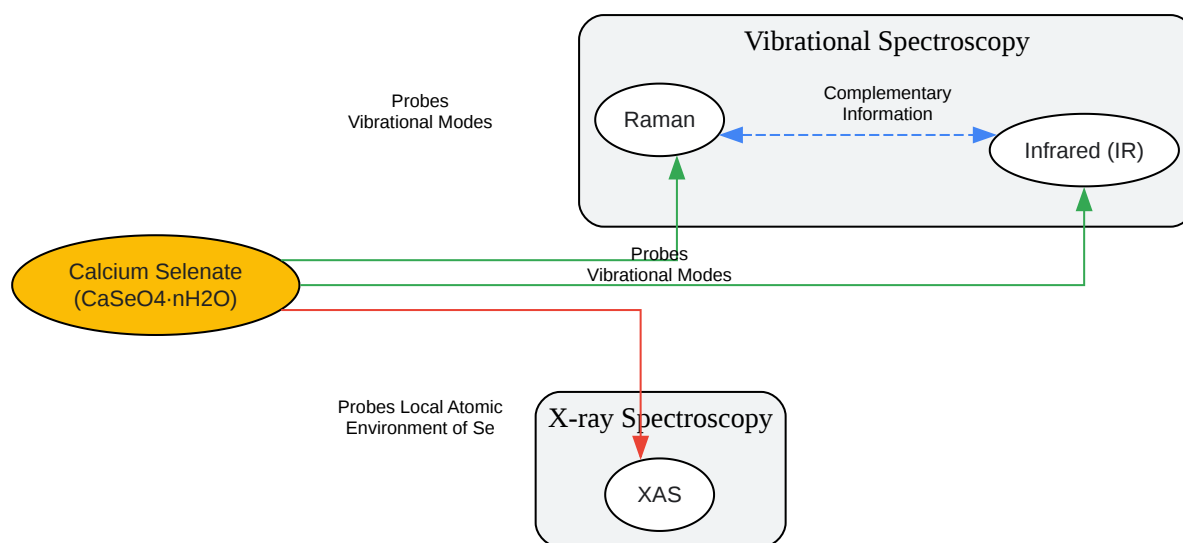 Vibrational Spectroscopy
Probes
Vibrational Modes
Raman
Complementary
Information
Infrared (IR)
Calcium Selenate
(CaSeO4·nH2O)
Probes
Vibrational Modes
Probes Local Atomic
Environment of Se
X-ray Spectroscopy
XAS